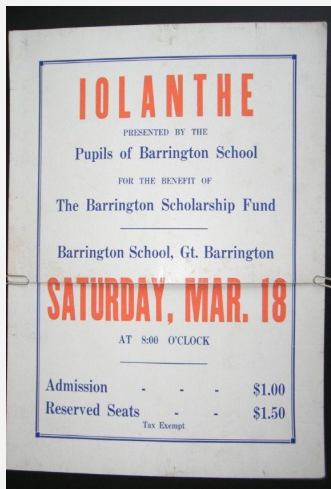 IOLANTHE
PRESENTED BY THE
Pupils of Barrington School
FOR THE BENEFIT OF
The Barrington Scholarship Fund
Barrington School, Gt. Barrington
SATURDAY, MAR. 18
AT 8:00 O'CLOCK
Admission - - - $1.00
Reserved Seats - - $1.50
Tax Exempt